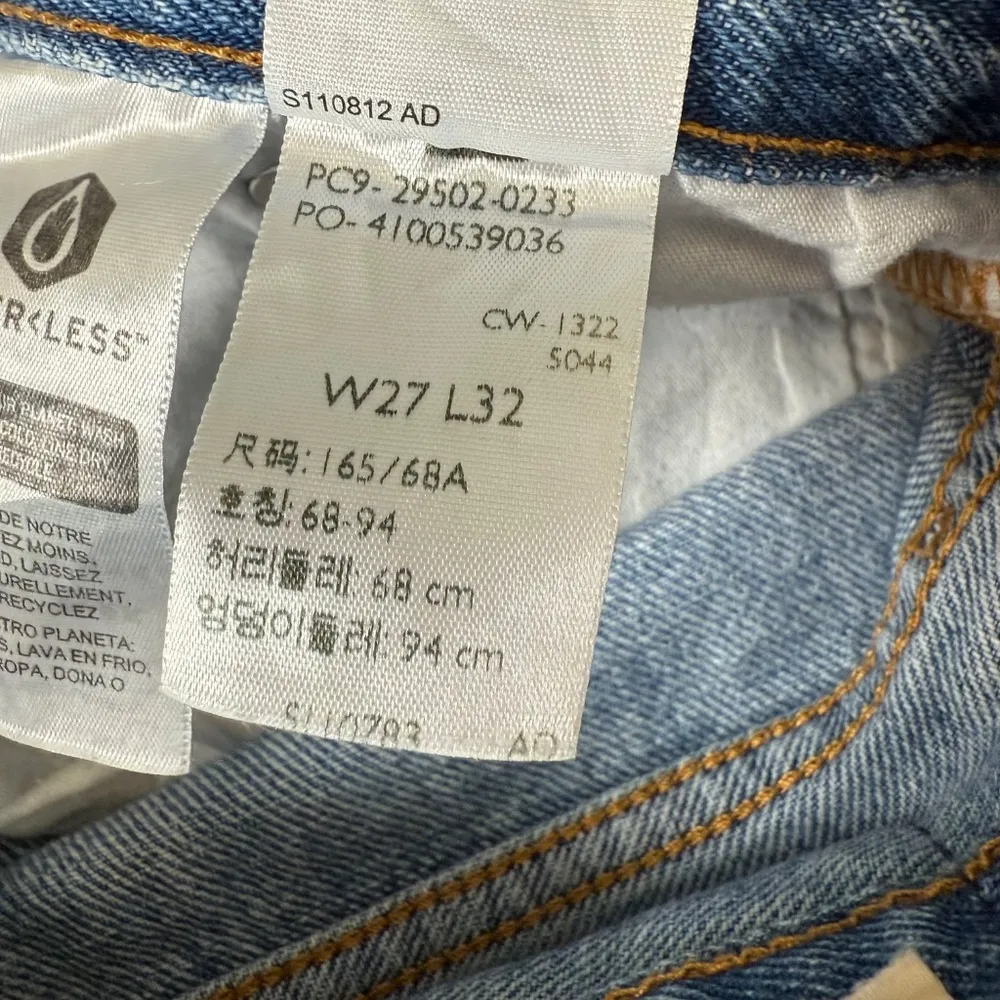 S110812 AD
PC9-29502-0233
PO-4100539036
CW-1322
5044
W27 L32
尺码:165/68A
호칭:68-94
허리둘레: 68 cm
엉덩이둘레: 94 cm
S110783 AD
R<LESS™
DE NOTRE
EZ MOINS,
D, LAISSEZ
URELLEMENT,
RECYCLEZ
TRO PLANETA:
S, LAVA EN FRIO,
ROPA, DONA O